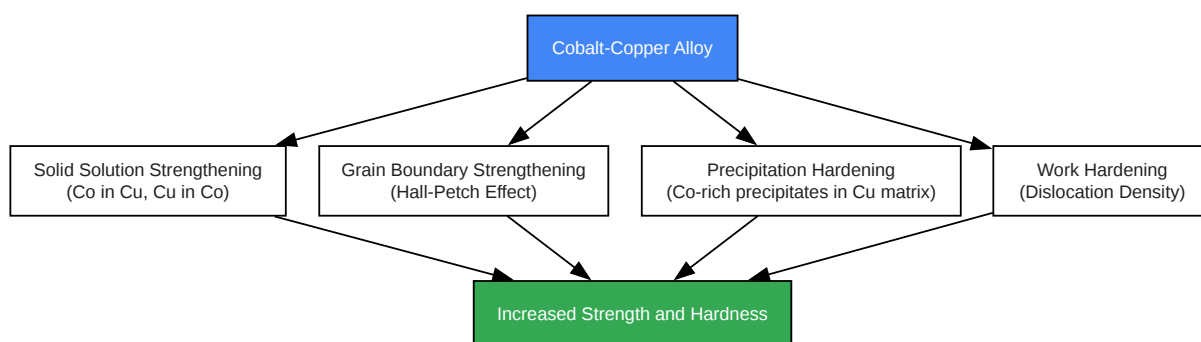 Cobalt-Copper Alloy
Solid Solution Strengthening
(Co in Cu, Cu in Co)
Grain Boundary Strengthening
(Hall-Petch Effect)
Precipitation Hardening
(Co-rich precipitates in Cu matrix)
Work Hardening
(Dislocation Density)
Increased Strength and Hardness